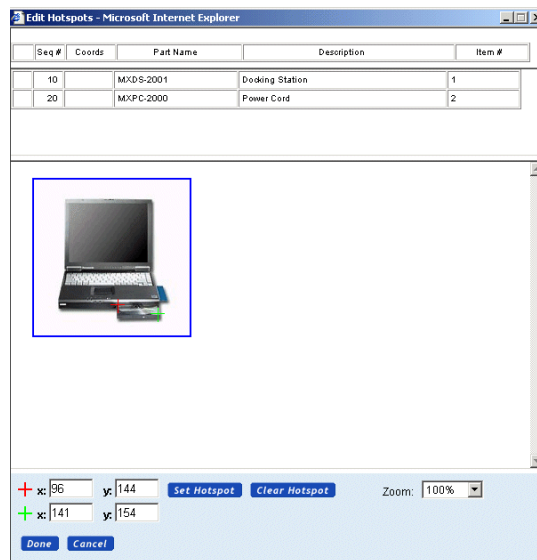 Edit Hotspots - Microsoft Internet Explorer
Seq # Coords Part Name Description Item #
10 MXDS-2001 Docking Station 1
20 MXPC-2000 Power Cord 2
x: 96 y: 144 Set Hotspot Clear Hotspot Zoom: 100%
x: 141 y: 154
Done Cancel